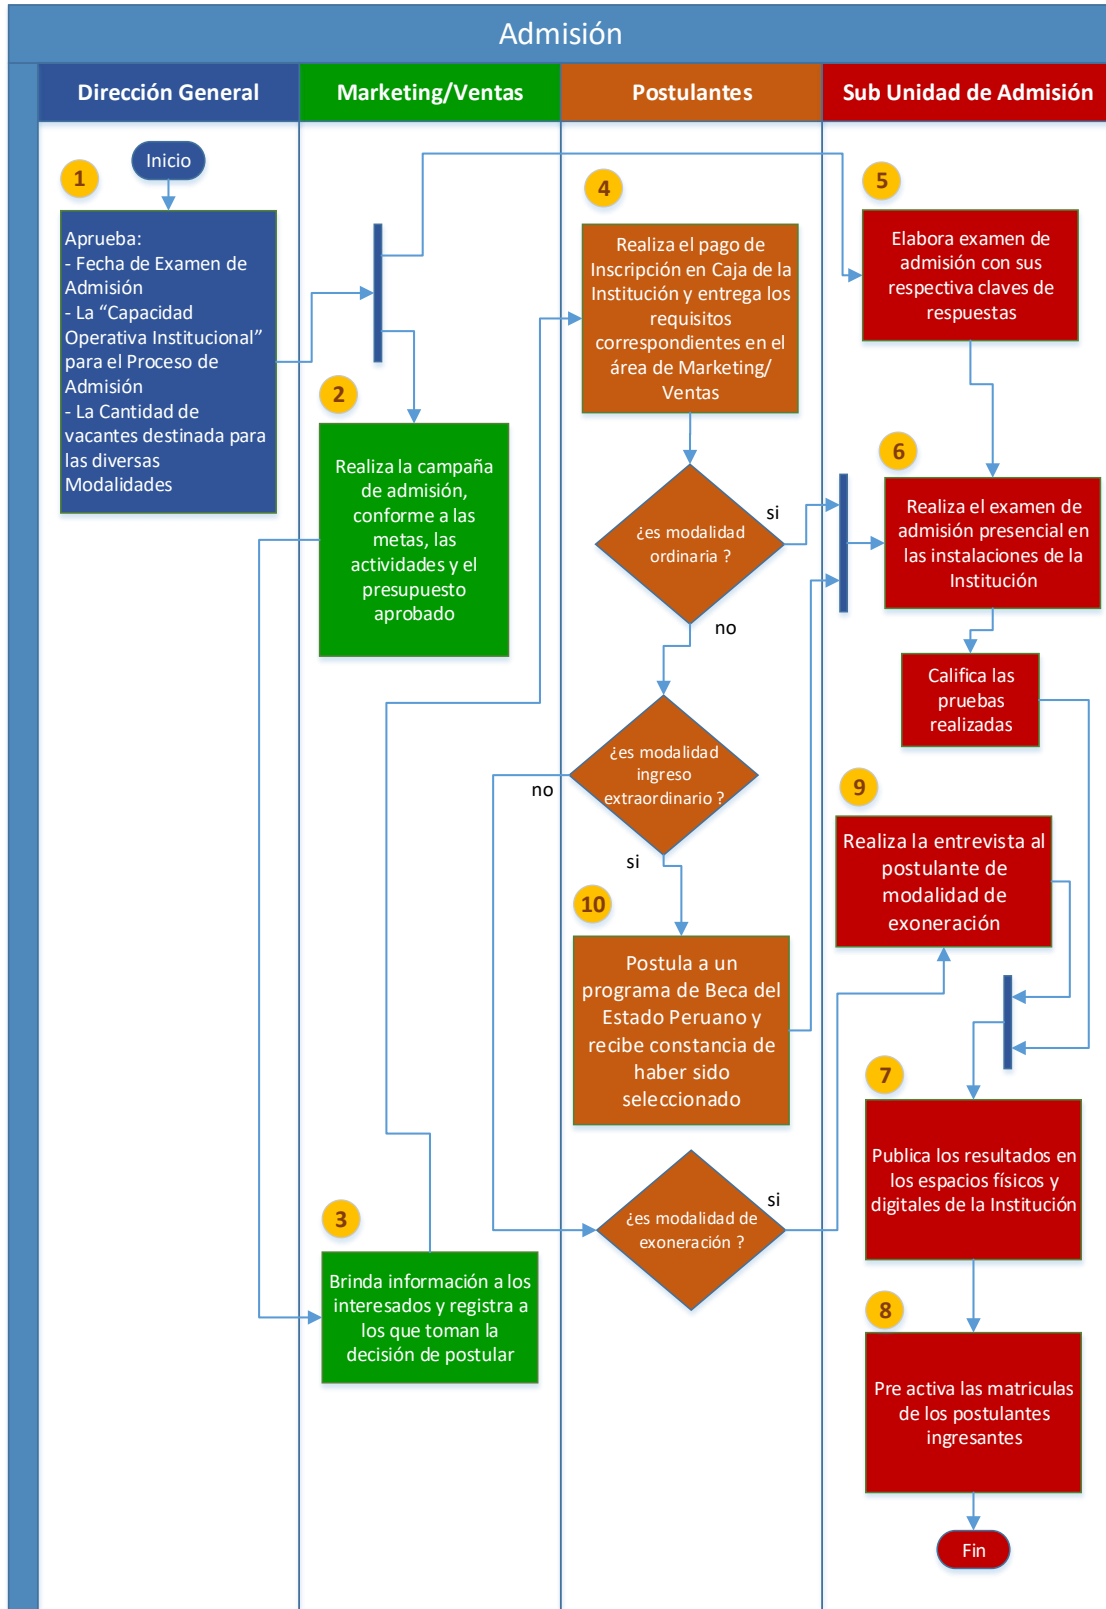 Admisión
Dirección General
Marketing/Ventas
Postulantes
Sub Unidad de Admisión
Inicio
1
Aprueba:
- Fecha de Examen de
Admisión
- La “Capacidad
Operativa Institucional”
para el Proceso de
Admisión
- La Cantidad de
vacantes destinada para
las diversas
Modalidades
2
Realiza la campaña
de admisión,
conforme a las
metas, las
actividades y el
presupuesto
aprobado
3
Brinda información a los
interesados y registra a
los que toman la
decisión de postular
4
Realiza el pago de
Inscripción en Caja de la
Institución y entrega los
requisitos
correspondientes en el
área de Marketing/
Ventas
¿es modalidad
ordinaria ?
si
no
¿es modalidad
ingreso
extraordinario ?
no
si
10
Postula a un
programa de Beca del
Estado Peruano y
recibe constancia de
haber sido
seleccionado
¿es modalidad de
exoneración ?
si
5
Elabora examen de
admisión con sus
respectiva claves de
respuestas
6
Realiza el examen de
admisión presencial en
las instalaciones de la
Institución
Califica las
pruebas
realizadas
9
Realiza la entrevista al
postulante de
modalidad de
exoneración
7
Publica los resultados en
los espacios físicos y
digitales de la Institución
8
Pre activa las matriculas
de los postulantes
ingresantes
Fin